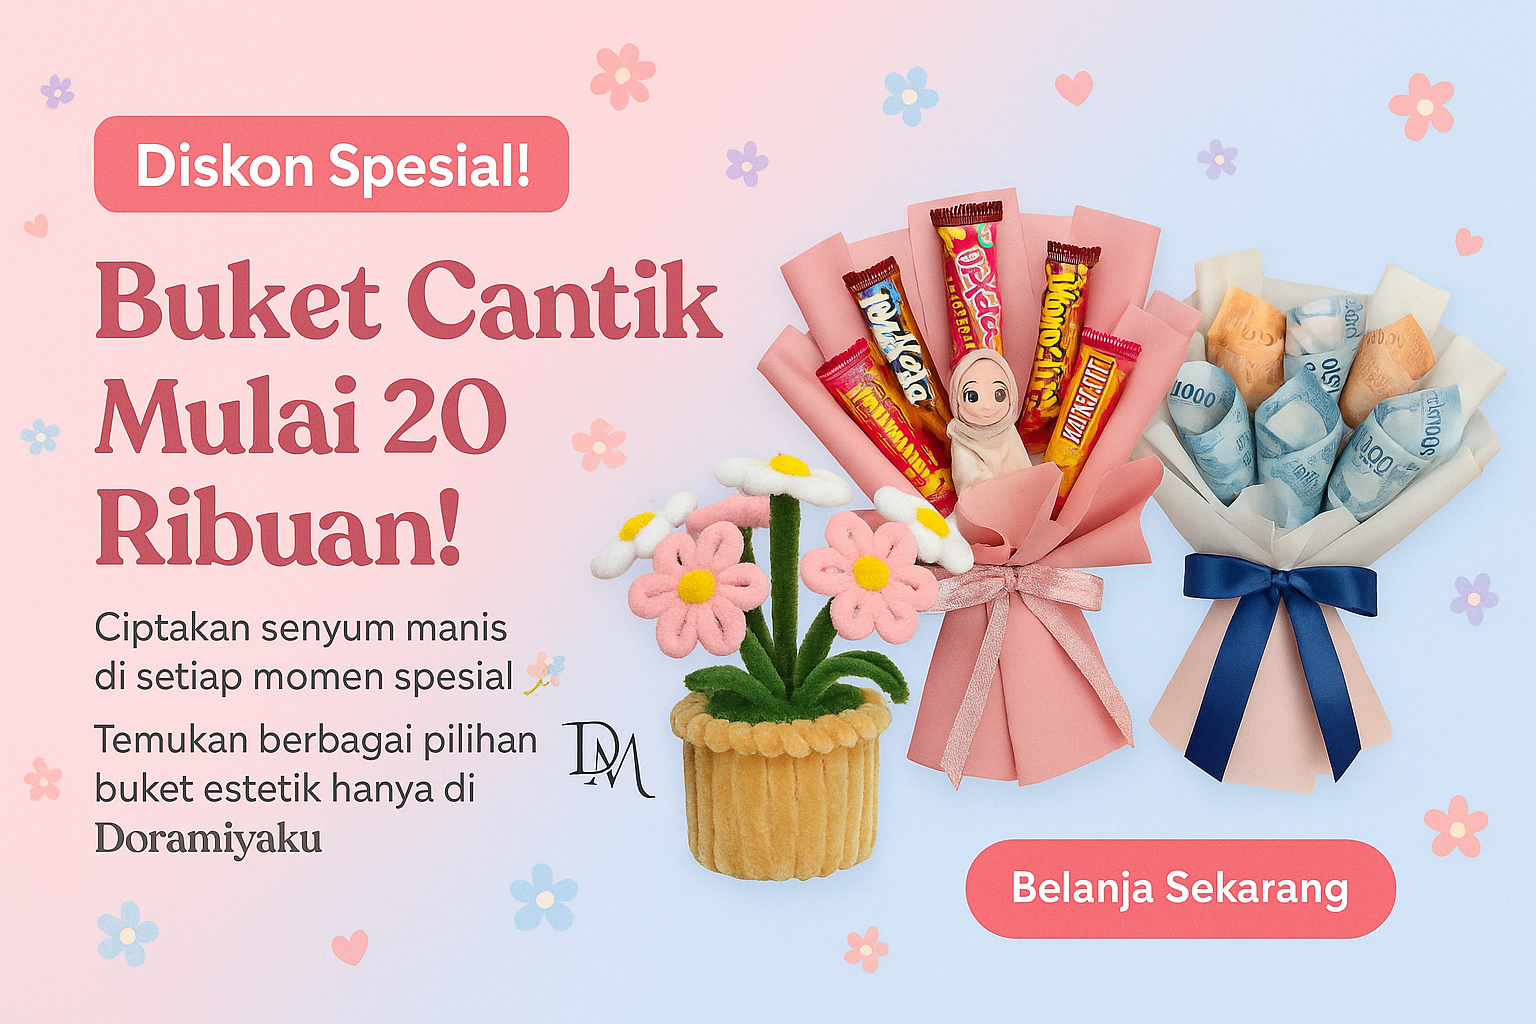 Diskon Spesial!
Buket Cantik
Mulai 20
Ribuan!
Ciptakan senyum manis
di setiap momen spesial
Temukan berbagai pilihan
buket estetik hanya di
Doramiyaku
DM
Belanja Sekarang